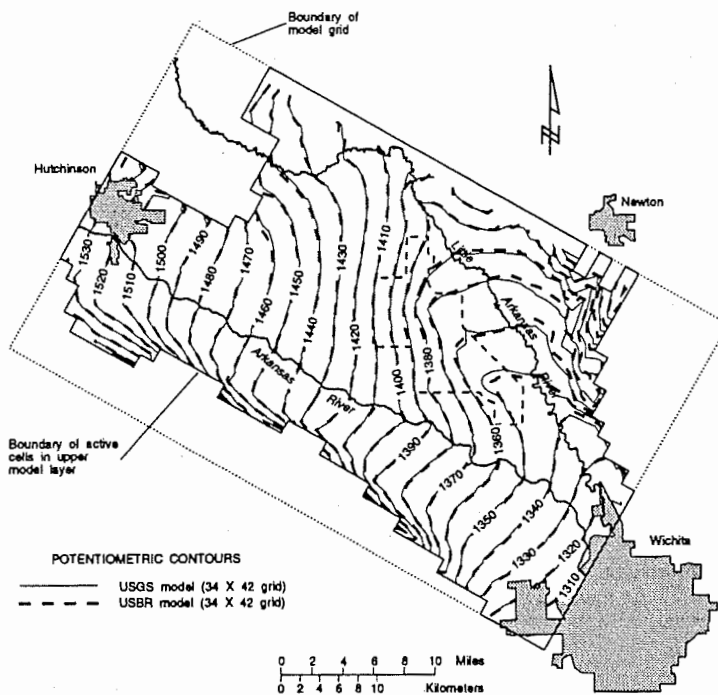 Boundary of
model grid
Hutchinson
Newton
N
1530
1520
1510
1500
1490
1480
1470
1460
1450
1440
1430
1420
1410
1400
1380
1360
1390
1370
1350
1340
1330
1320
1310
Little
Arkansas
River
Arkansas
River
Boundary of active
cells in upper
model layer
Wichita
POTENTIOMETRIC CONTOURS
USGS model (34 X 42 grid)
USBR model (34 X 42 grid)
0 2 4 6 8 10 Miles
0 2 4 6 8 10 Kilometers